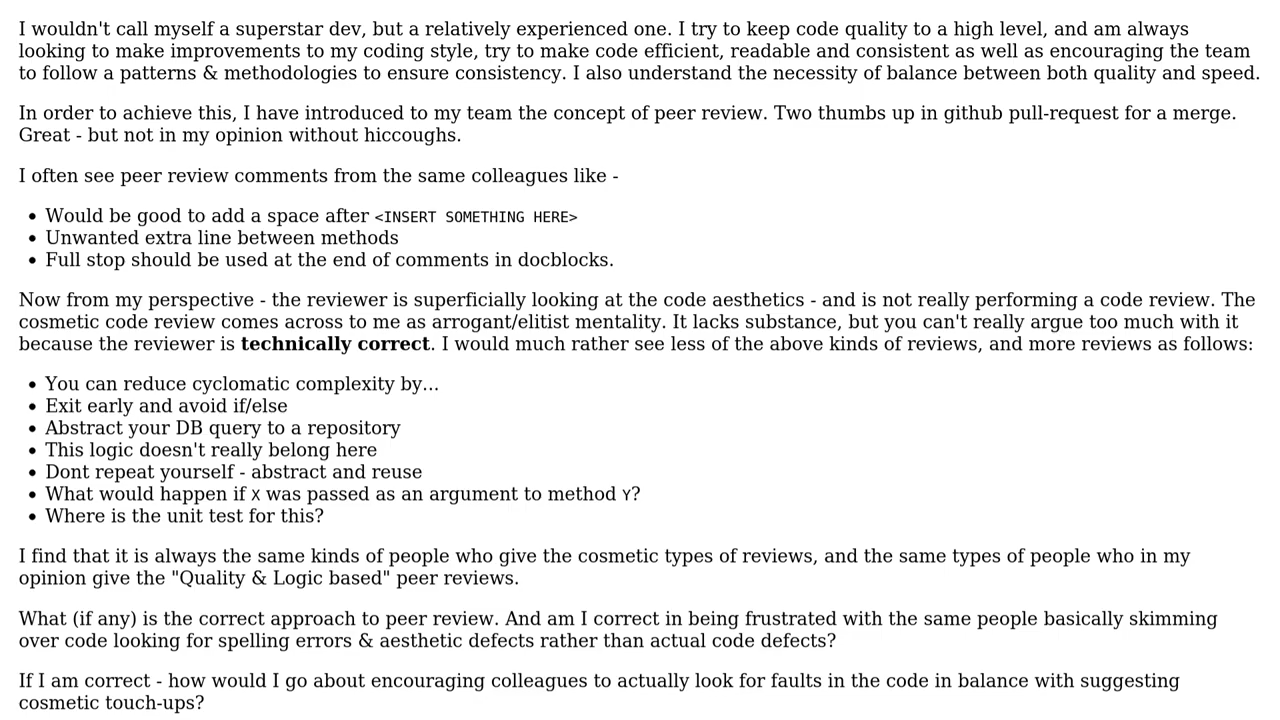 I wouldn't call myself a superstar dev, but a relatively experienced one. I try to keep code quality to a high level, and am always
looking to make improvements to my coding style, try to make code efficient, readable and consistent as well as encouraging the team
to follow a patterns & methodologies to ensure consistency. I also understand the necessity of balance between both quality and speed.
In order to achieve this, I have introduced to my team the concept of peer review. Two thumbs up in github pull-request for a merge.
Great - but not in my opinion without hiccoughs.
I often see peer review comments from the same colleagues like -
• Would be good to add a space after <INSERT SOMETHING HERE>
• Unwanted extra line between methods
• Full stop should be used at the end of comments in docblocks.
Now from my perspective - the reviewer is superficially looking at the code aesthetics - and is not really performing a code review. The
cosmetic code review comes across to me as arrogant/elitist mentality. It lacks substance, but you can't really argue too much with it
because the reviewer is technically correct. I would much rather see less of the above kinds of reviews, and more reviews as follows:
• You can reduce cyclomatic complexity by...
• Exit early and avoid if/else
• Abstract your DB query to a repository
• This logic doesn't really belong here
• Dont repeat yourself - abstract and reuse
• What would happen if X was passed as an argument to method Y?
• Where is the unit test for this?
I find that it is always the same kinds of people who give the cosmetic types of reviews, and the same types of people who in my
opinion give the "Quality & Logic based" peer reviews.
What (if any) is the correct approach to peer review. And am I correct in being frustrated with the same people basically skimming
over code looking for spelling errors & aesthetic defects rather than actual code defects?
If I am correct - how would I go about encouraging colleagues to actually look for faults in the code in balance with suggesting
cosmetic touch-ups?